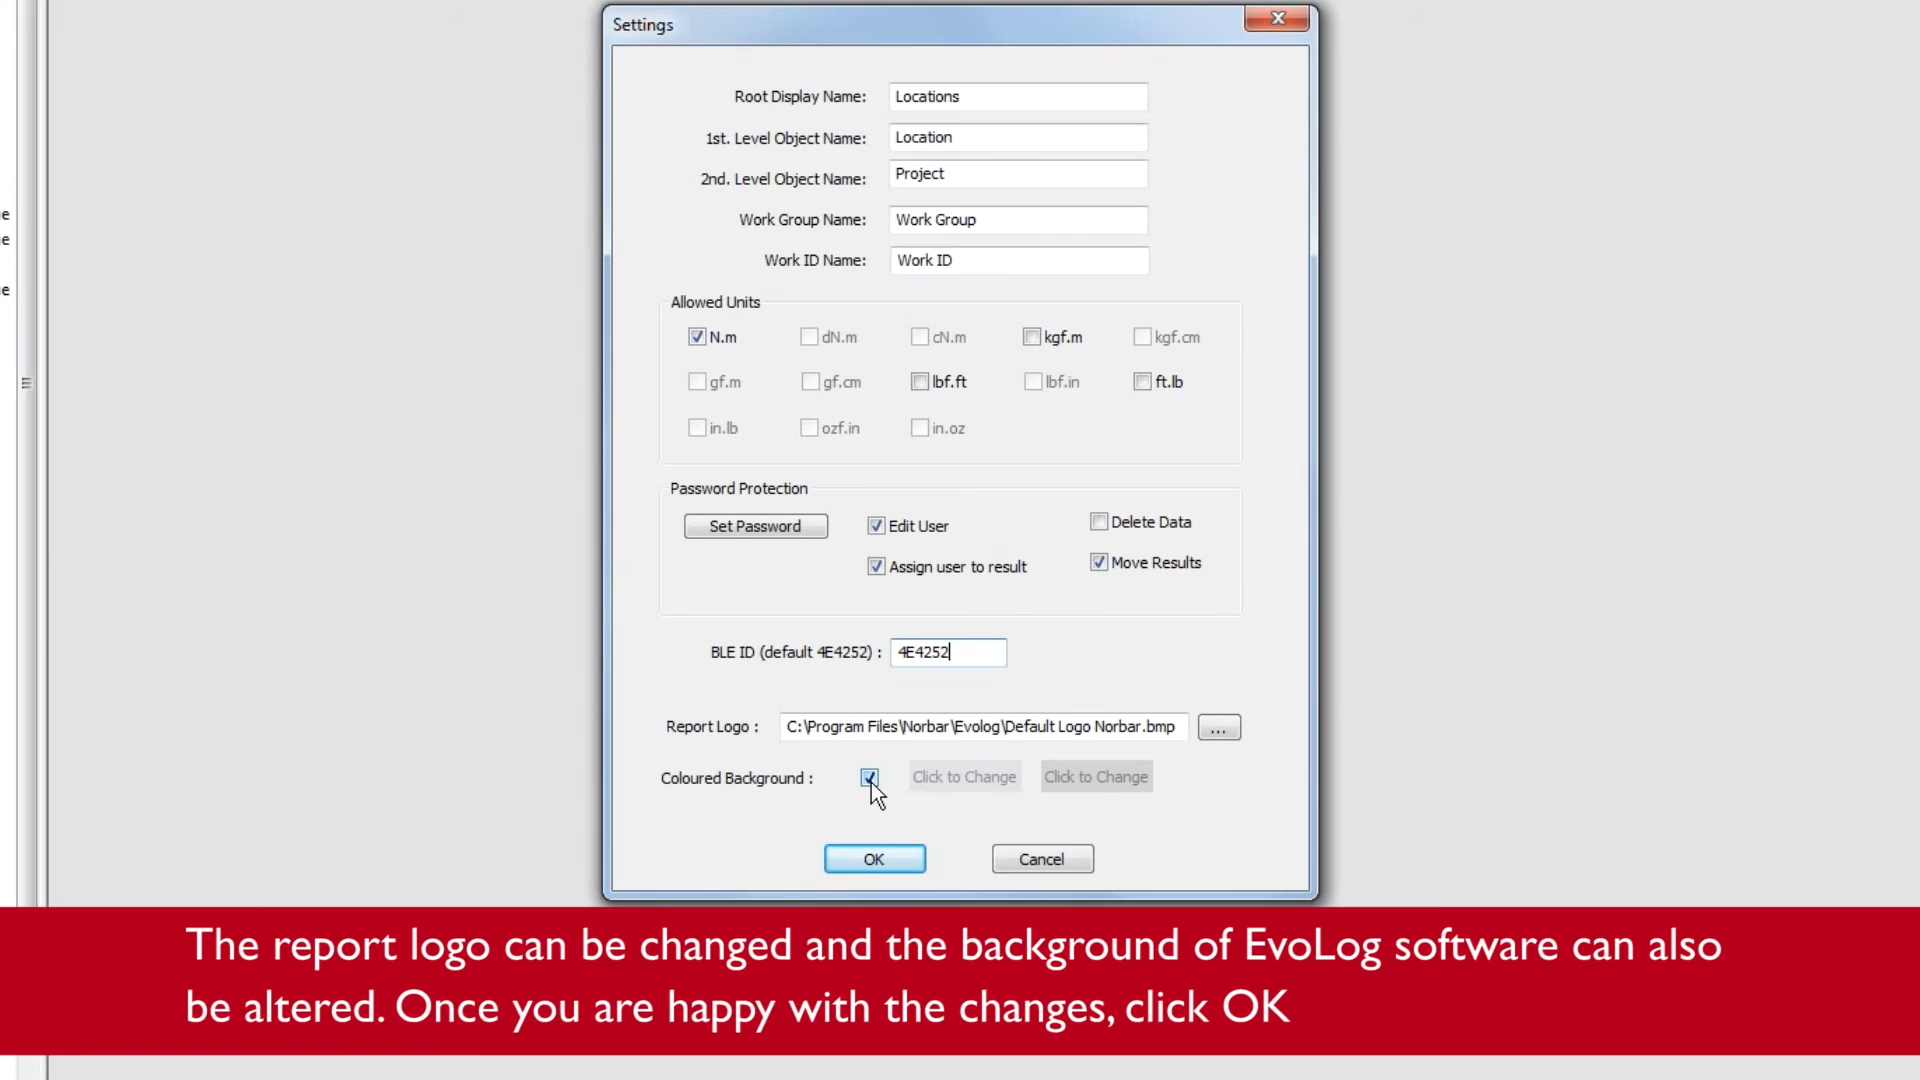 Settings
Root Display Name: Locations
1st. Level Object Name: Location
2nd. Level Object Name: Project
Work Group Name: Work Group
Work ID Name: Work ID
Allowed Units
N.m dN.m cN.m kgf.m kgf.cm
gf.m gf.cm lbf.ft lbf.in ft.lb
in.lb ozf.in in.oz
Password Protection
Set Password Edit User Delete Data
Assign user to result Move Results
BLE ID (default 4E4252) : 4E4252
Report Logo : C:\Program Files\Norbar\Evolog\Default Logo Norbar.bmp ...
Coloured Background : Click to Change Click to Change
OK Cancel
The report logo can be changed and the background of EvoLog software can also
be altered. Once you are happy with the changes, click OK